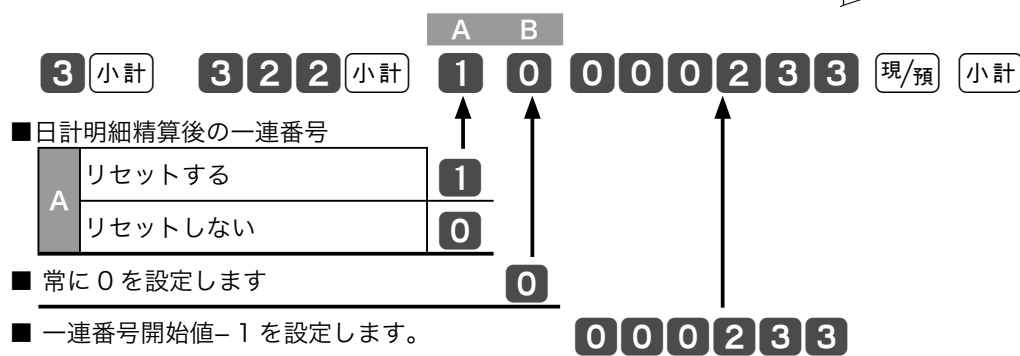 A B
3 小計 3 2 2 小計 1 0 0 0 0 2 3 3 現/預 小計
■日計明細精算後の一連番号
A リセットする 1
リセットしない 0
■ 常に 0 を設定します 0
■ 一連番号開始値− 1 を設定します。 0 0 0 2 3 3